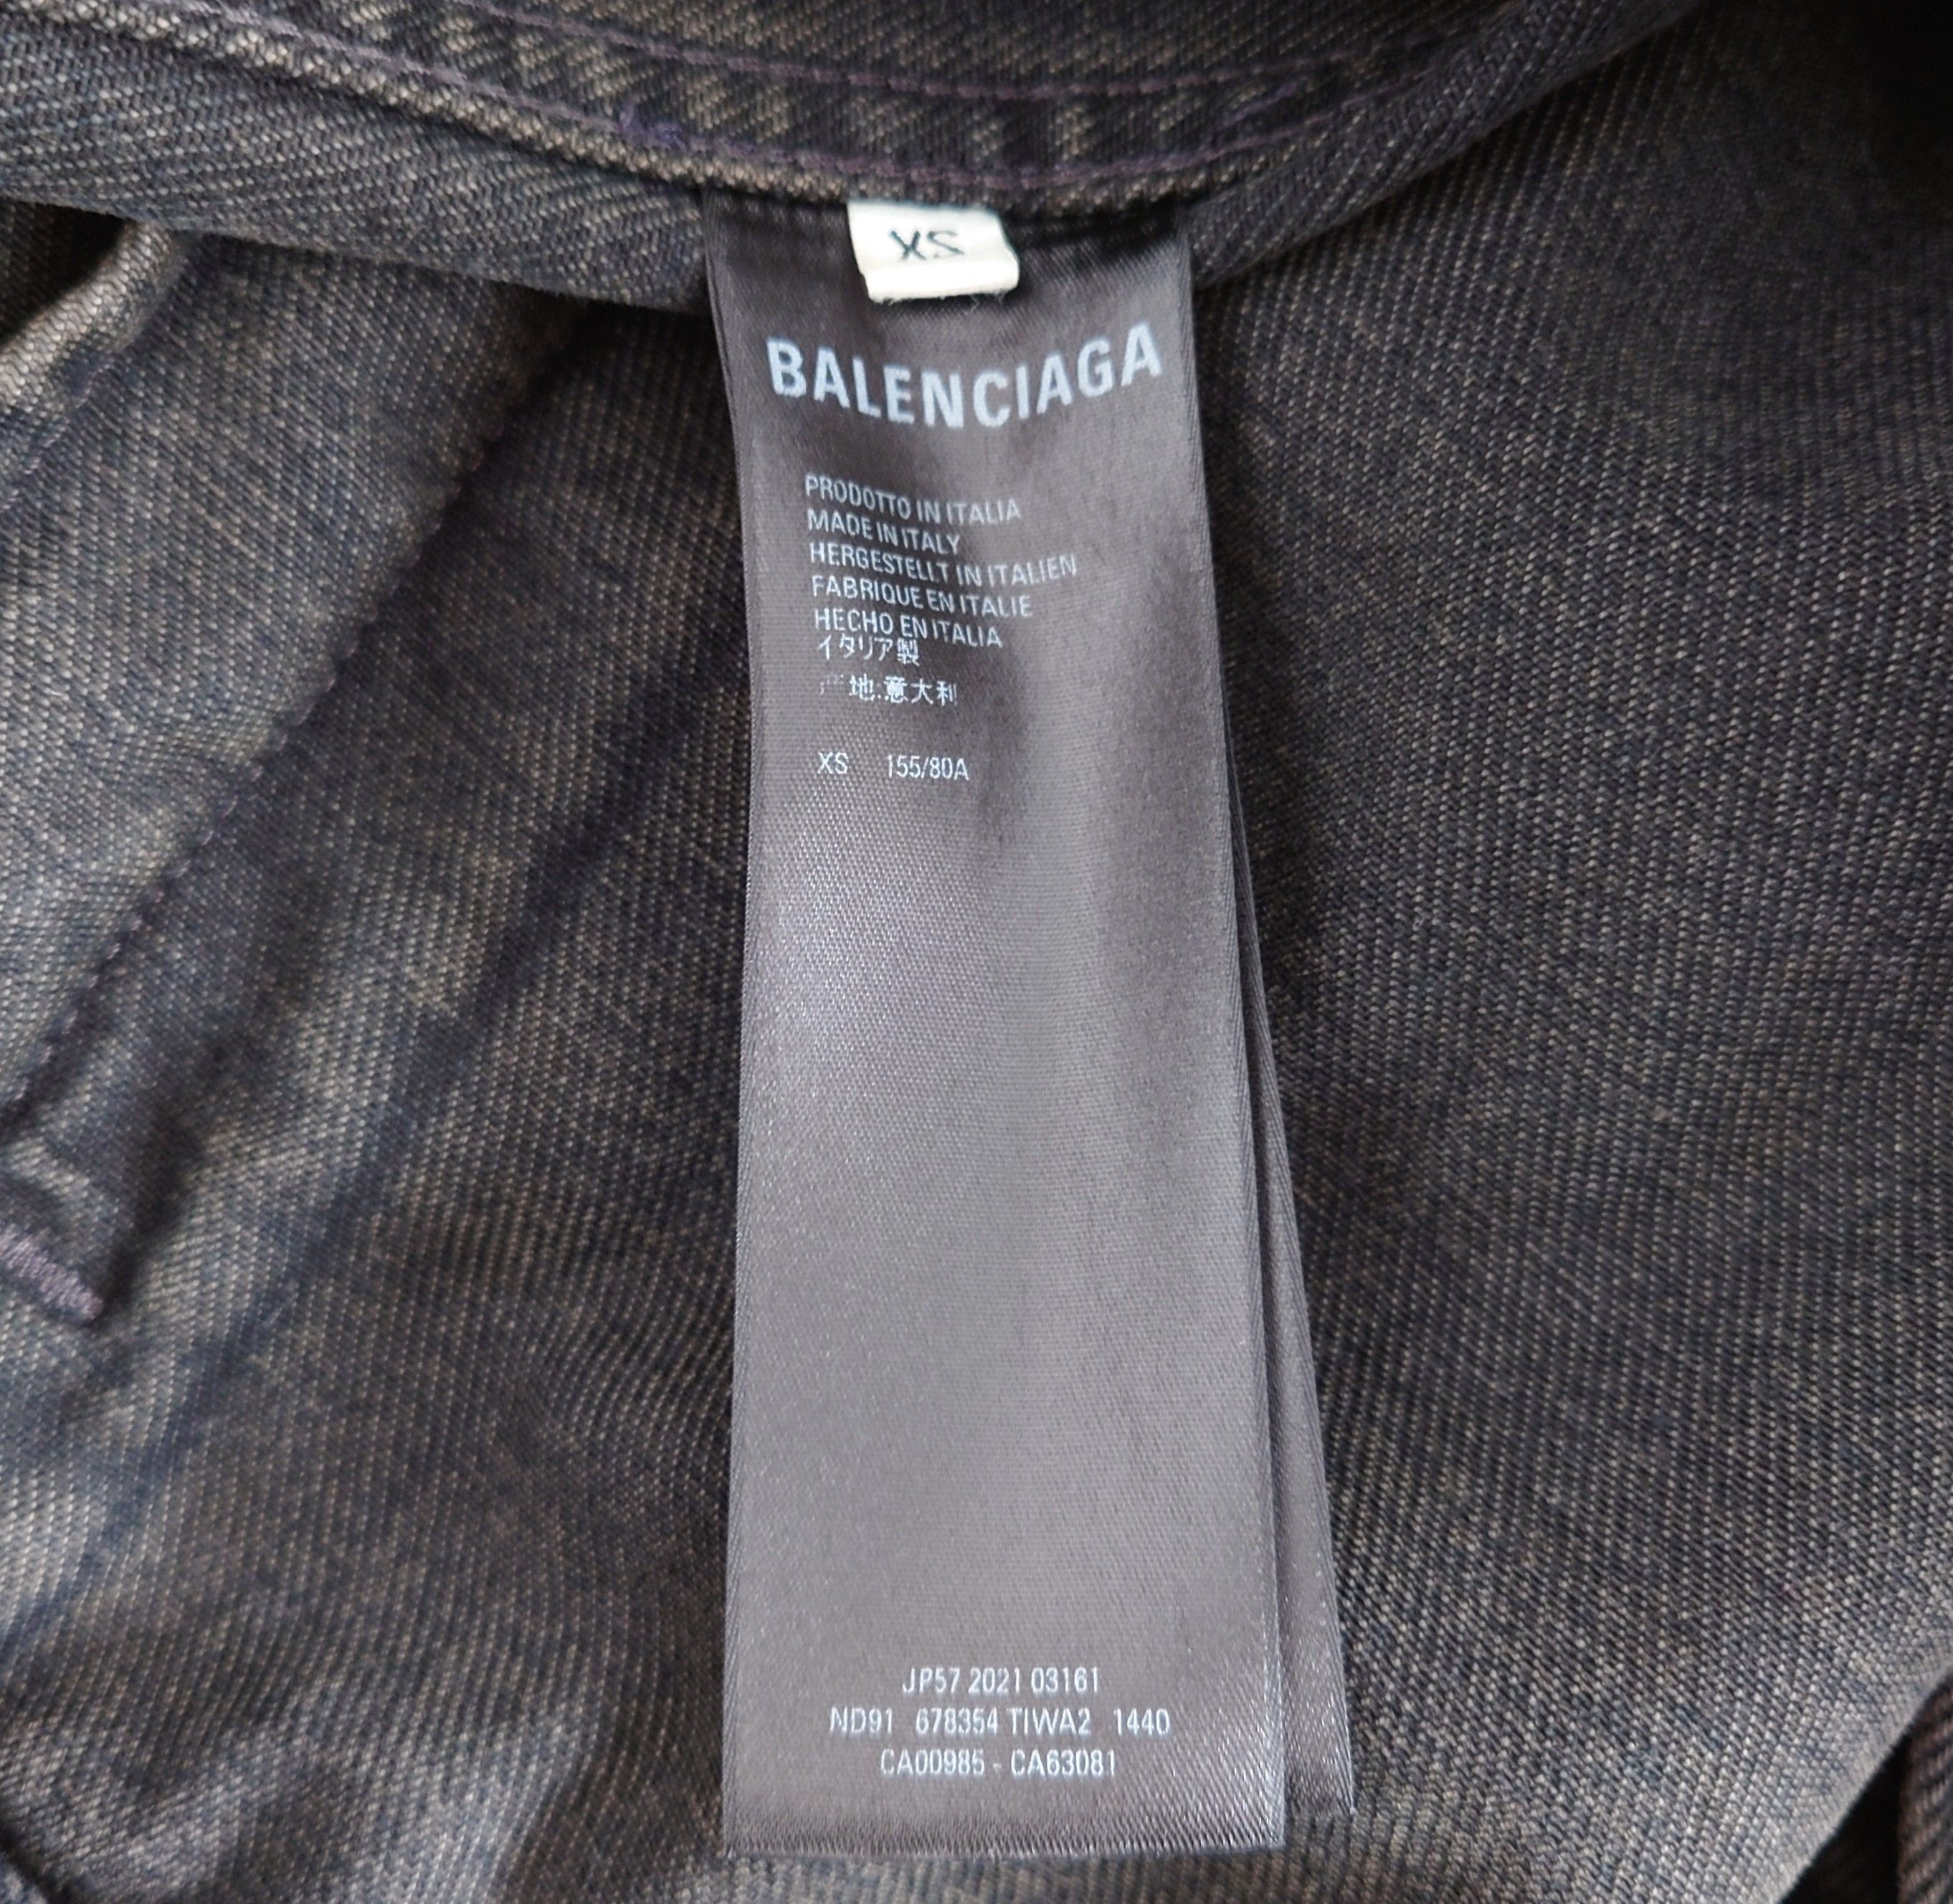 XS
BALENCIAGA
PRODOTTO IN ITALIA
MADE IN ITALY
HERGESTELLT IN ITALIEN
FABRIQUE EN ITALIE
HECHO EN ITALIA
イタリア製
产地:意大利
XS 155/80A
JP57 2021 03161
ND91 678354 TIWA2 1440
CA00985 - CA63081